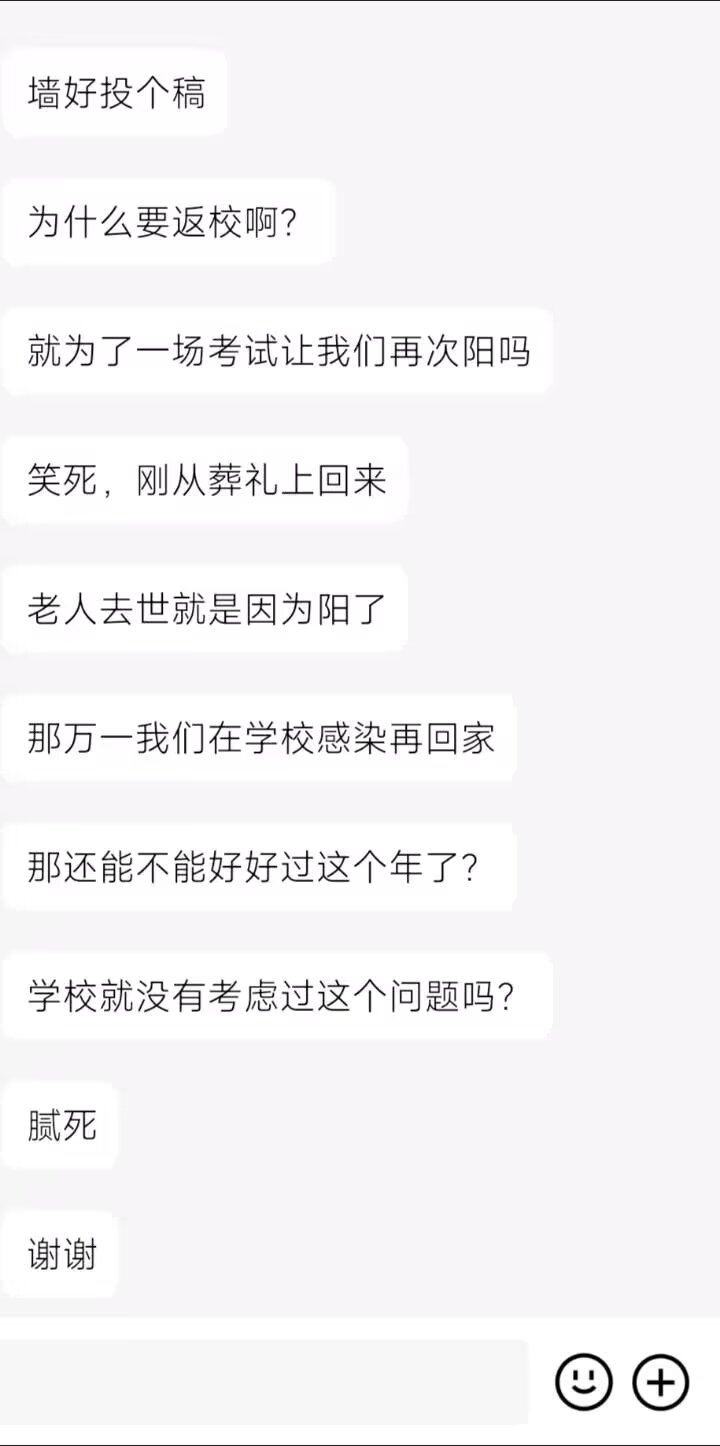 墙好投个稿
为什么要返校啊？
就为了一场考试让我们再次阳吗
笑死，刚从葬礼上回来
老人去世就是因为阳了
那万一我们在学校感染再回家
那还能不能好好过这个年了？
学校就没有考虑过这个问题吗？
腻死
谢谢